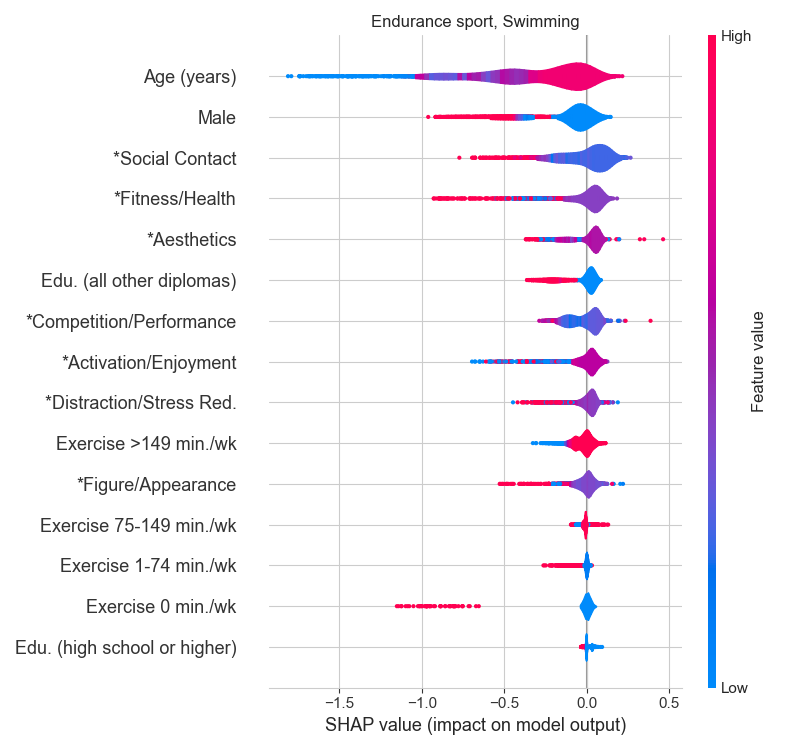 Endurance sport, Swimming
High
Age (years)
Male
*Social Contact
*Fitness/Health
*Aesthetics
Edu. (all other diplomas)
*Competition/Performance
*Activation/Enjoyment
*Distraction/Stress Red.
Exercise >149 min./wk
*Figure/Appearance
Exercise 75-149 min./wk
Exercise 1-74 min./wk
Exercise 0 min./wk
Edu. (high school or higher)
Feature value
Low
−1.5 −1.0 −0.5 0.0 0.5
SHAP value (impact on model output)